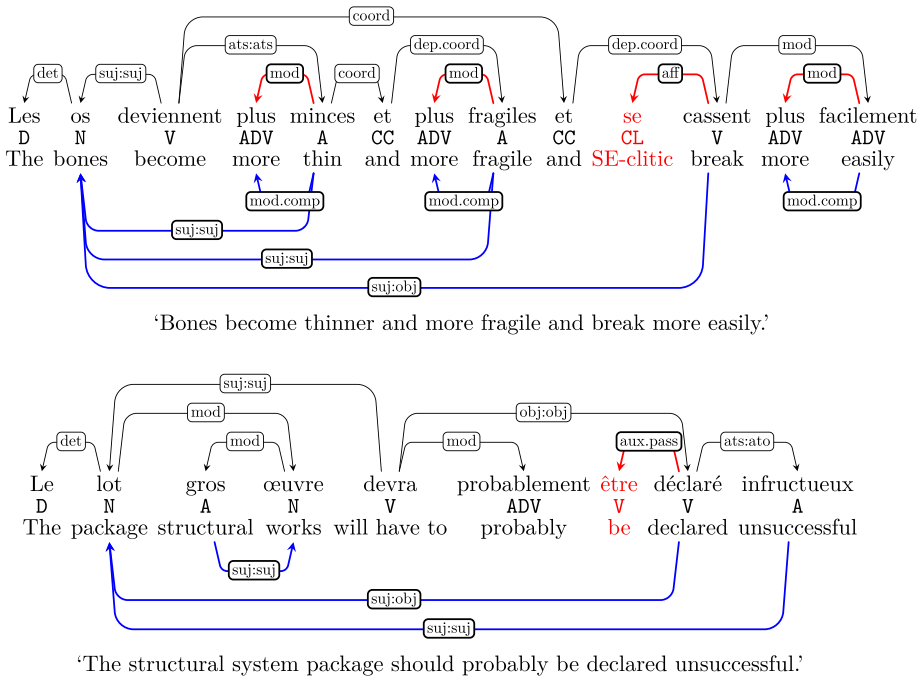 coord
ats:ats dep.coord dep.coord mod
det suj:suj mod coord mod aff mod
Les os deviennent plus minces et plus fragiles et se cassent plus facilement
D N V ADV A CC ADV A CC CL V ADV ADV
The bones become more thin and more fragile and SE-clitic break more easily
mod.comp mod.comp mod.comp
suj:suj
suj:suj
suj:obj
‘Bones become thinner and more fragile and break more easily.’
suj:suj
mod obj:obj
det mod mod aux.pass ats:ato
Le lot gros œuvre devra probablement être déclaré infructueux
D N A N V ADV V V A
The package structural works will have to probably be declared unsuccessful
suj:suj
suj:obj
suj:suj
‘The structural system package should probably be declared unsuccessful.’